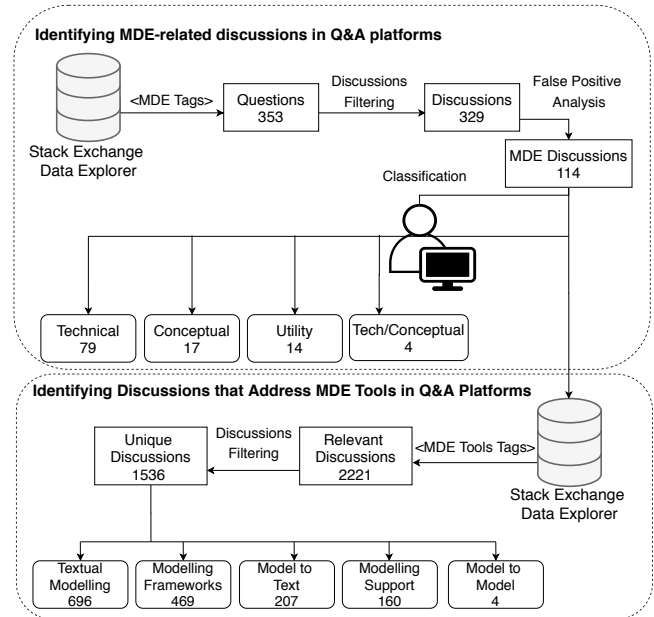 Identifying MDE-related discussions in Q&A platforms
Stack Exchange
Data Explorer
<MDE Tags>
Questions
353
Discussions
Filtering
Discussions
329
False Positive
Analysis
MDE Discussions
114
Classification
Technical
79
Conceptual
17
Utility
14
Tech/Conceptual
4
Identifying Discussions that Address MDE Tools in Q&A Platforms
Stack Exchange
Data Explorer
<MDE Tools Tags>
Relevant
Discussions
2221
Discussions
Filtering
Unique
Discussions
1536
Textual
Modelling
696
Modelling
Frameworks
469
Model to
Text
207
Modelling
Support
160
Model to
Model
4